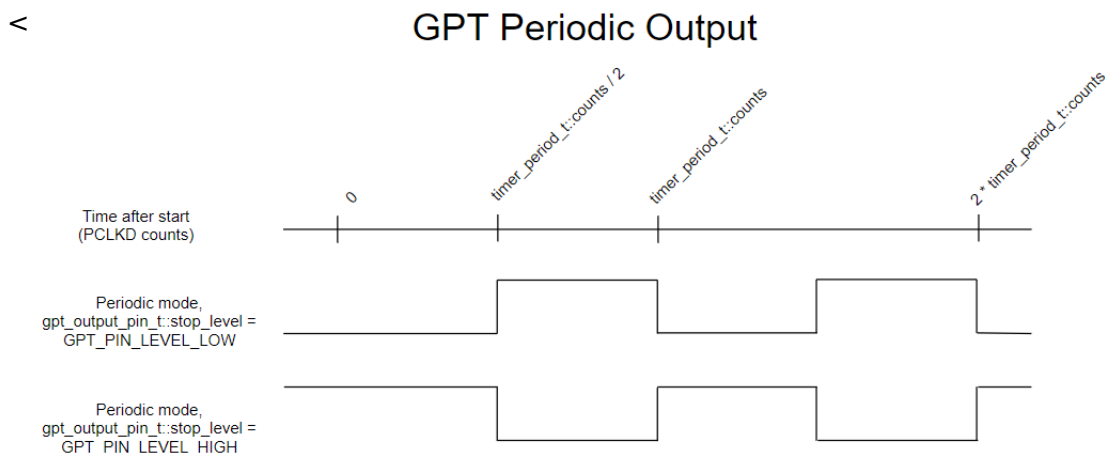 <
GPT Periodic Output
0
timer_period_t::counts / 2
timer_period_t::counts
2 * timer_period_t::counts
Time after start
(PCLKD counts)
Periodic mode,
gpt_output_pin_t::stop_level =
GPT_PIN_LEVEL_LOW
Periodic mode,
gpt_output_pin_t::stop_level =
GPT_PIN_LEVEL_HIGH